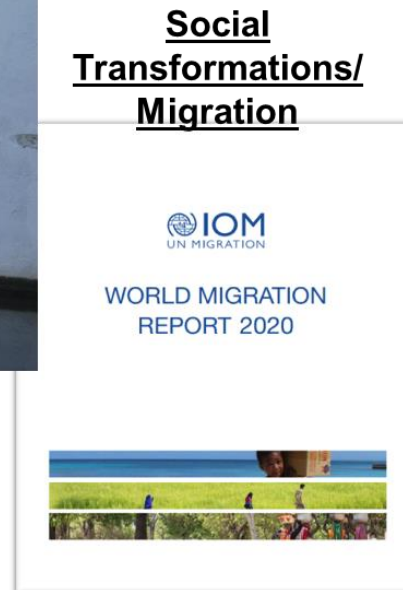 Social
Transformations/
Migration
IOM
UN MIGRATION
WORLD MIGRATION
REPORT 2020